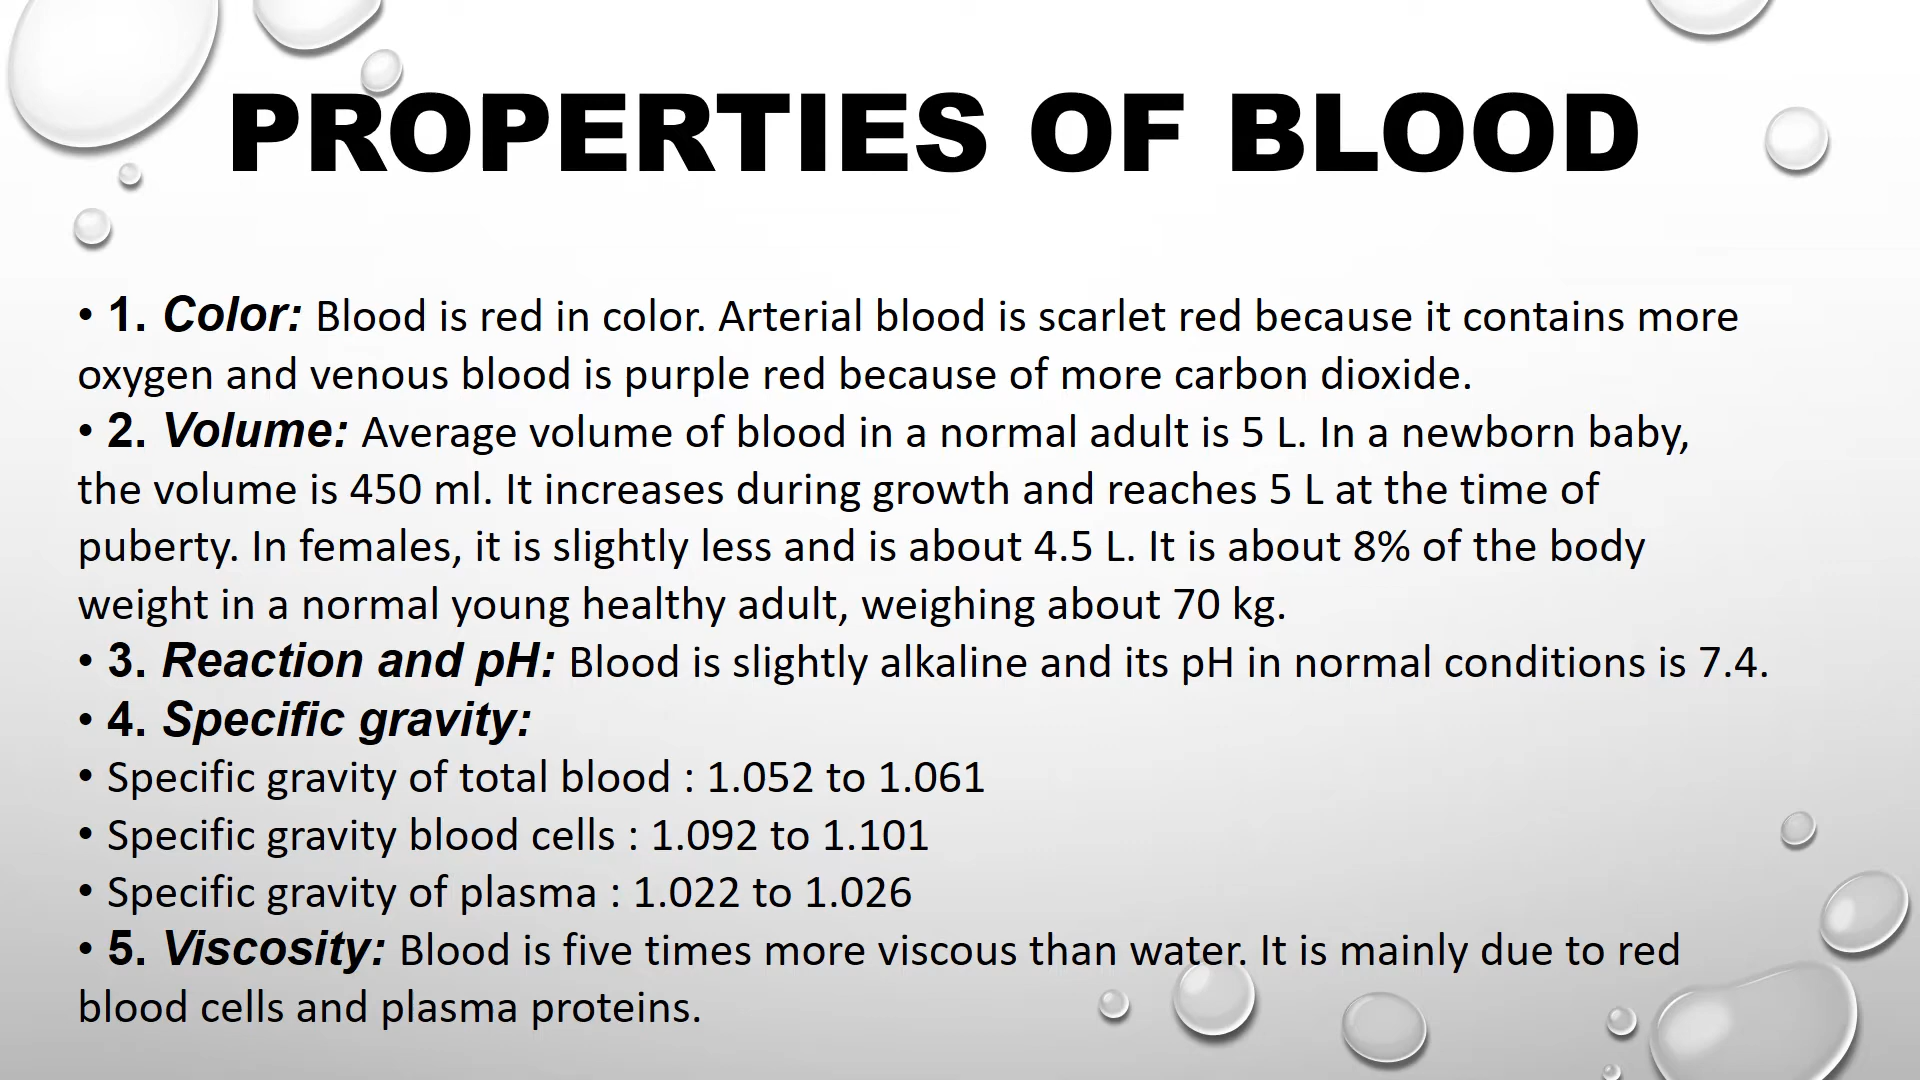 PROPERTIES OF BLOOD
• 1. Color: Blood is red in color. Arterial blood is scarlet red because it contains more
oxygen and venous blood is purple red because of more carbon dioxide.
• 2. Volume: Average volume of blood in a normal adult is 5 L. In a newborn baby,
the volume is 450 ml. It increases during growth and reaches 5 L at the time of
puberty. In females, it is slightly less and is about 4.5 L. It is about 8% of the body
weight in a normal young healthy adult, weighing about 70 kg.
• 3. Reaction and pH: Blood is slightly alkaline and its pH in normal conditions is 7.4.
• 4. Specific gravity:
• Specific gravity of total blood : 1.052 to 1.061
• Specific gravity blood cells : 1.092 to 1.101
• Specific gravity of plasma : 1.022 to 1.026
• 5. Viscosity: Blood is five times more viscous than water. It is mainly due to red
blood cells and plasma proteins.